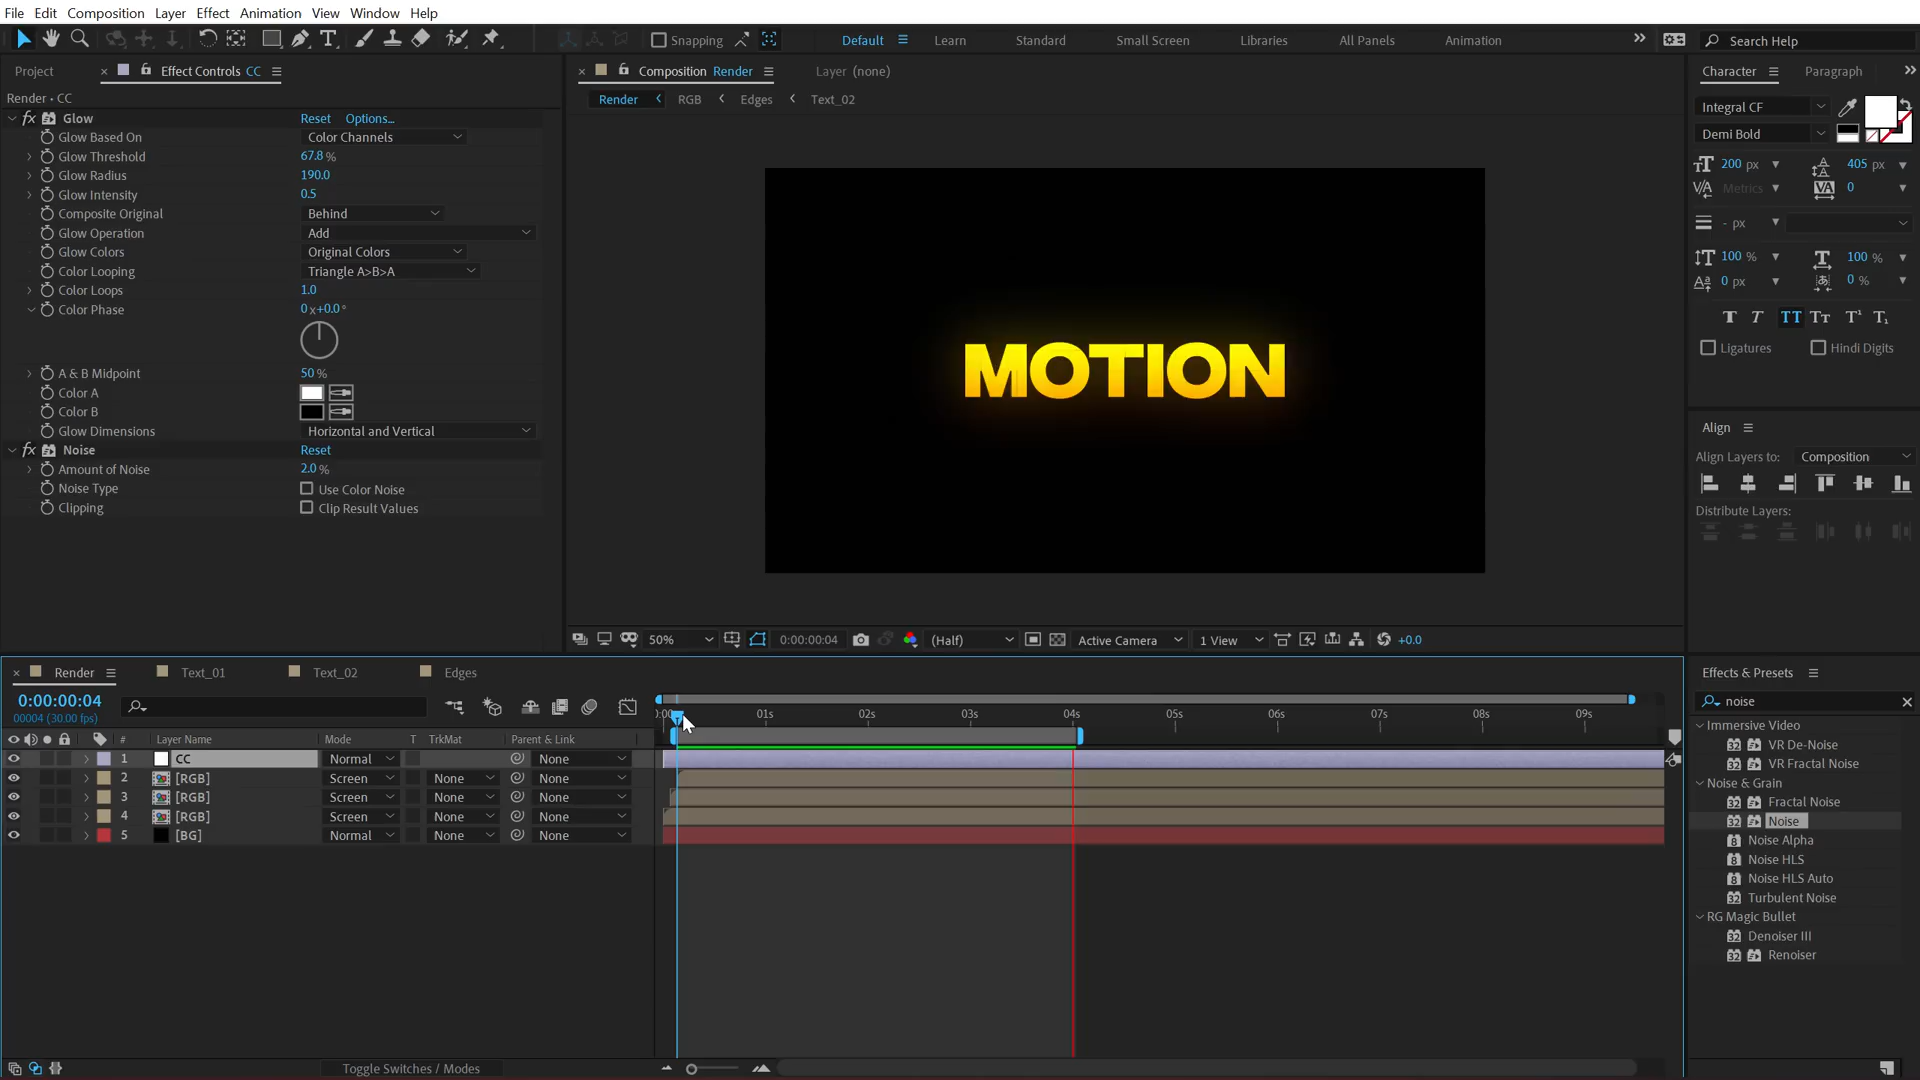 File Edit Composition Layer Effect Animation View Window Help
Snapping Default Learn Standard Small Screen Libraries All Panels Animation Search Help
Project Effect Controls CC Composition Render Layer (none) Character Paragraph
Render • CC
Render RGB Edges Text_02
fx Glow Reset Options...
Glow Based On Color Channels
Glow Threshold 67.8 %
Glow Radius 190.0
Glow Intensity 0.5
Composite Original Behind
Glow Operation Add
Glow Colors Original Colors
Color Looping Triangle A>B>A
Color Loops 1.0
Color Phase 0 x+0.0 °
A & B Midpoint 50 %
Color A
Color B
Glow Dimensions Horizontal and Vertical
fx Noise Reset
Amount of Noise 2.0 %
Noise Type Use Color Noise
Clipping Clip Result Values
MOTION
50% 0:00:00:04 (Half) Active Camera 1 View +0.0
Integral CF
Demi Bold
200 px 405 px
Metrics 0
- px
100 % 100 %
0 px 0 %
T T TT TT T¹ T₁
Ligatures Hindi Digits
Align
Align Layers to: Composition
Distribute Layers:
Render Text_01 Text_02 Edges
0:00:00:04
00004 (30.00 fps)
01s 02s 03s 04s 05s 06s 07s 08s 09s
# Layer Name Mode T TrkMat Parent & Link
1 CC Normal None
2 [RGB] Screen None None
3 [RGB] Screen None None
4 [RGB] Screen None None
5 [BG] Normal None None
Toggle Switches / Modes
Effects & Presets
noise
Immersive Video
VR De-Noise
VR Fractal Noise
Noise & Grain
Fractal Noise
Noise
Noise Alpha
Noise HLS
Noise HLS Auto
Turbulent Noise
RG Magic Bullet
Denoiser III
Renoiser